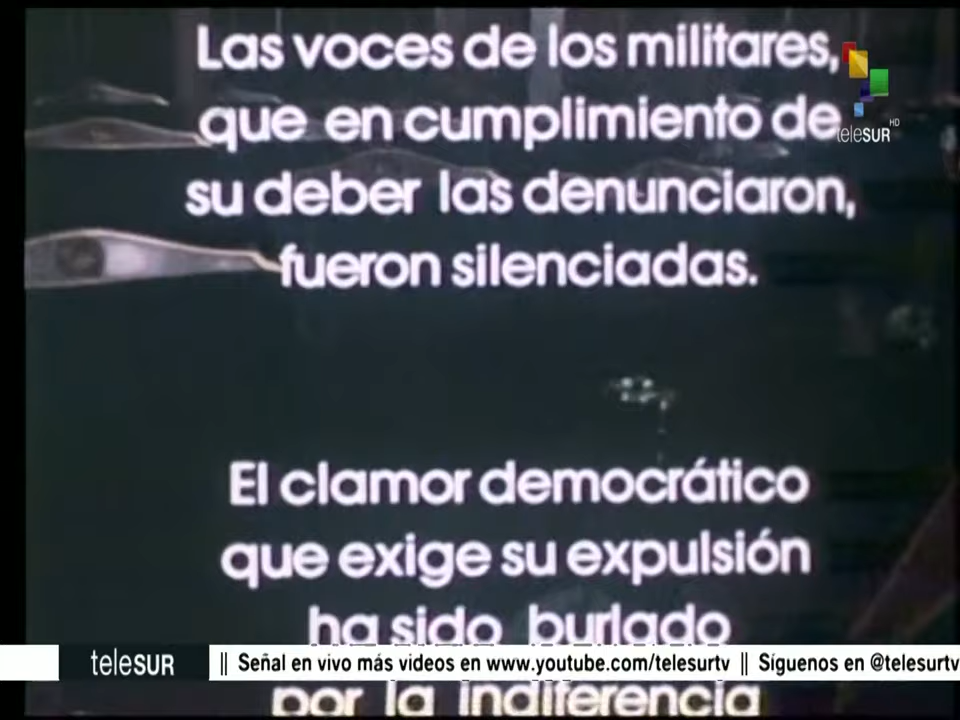 Las voces de los militares,
que en cumplimiento de
su deber las denunciaron,
fueron silenciadas.
El clamor democrático
que exige su expulsión
ha sido burlado
por la indiferencia
teleSUR HD
teleSUR || Señal en vivo más videos en www.youtube.com/telesurtv || Síguenos en @telesurtv